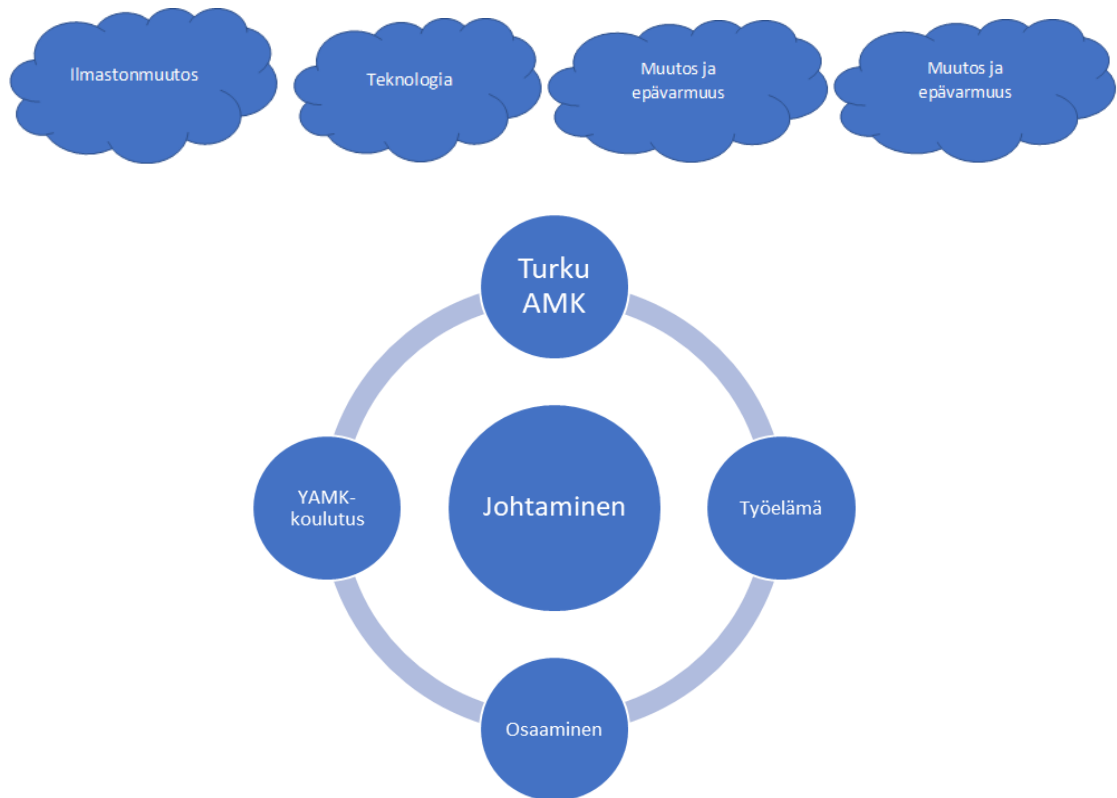 Ilmastonmuutos
Teknologia
Muutos ja
epävarmuus
Muutos ja
epävarmuus
Turku
AMK
YAMK-
koulutus
Johtaminen
Työelämä
Osaaminen